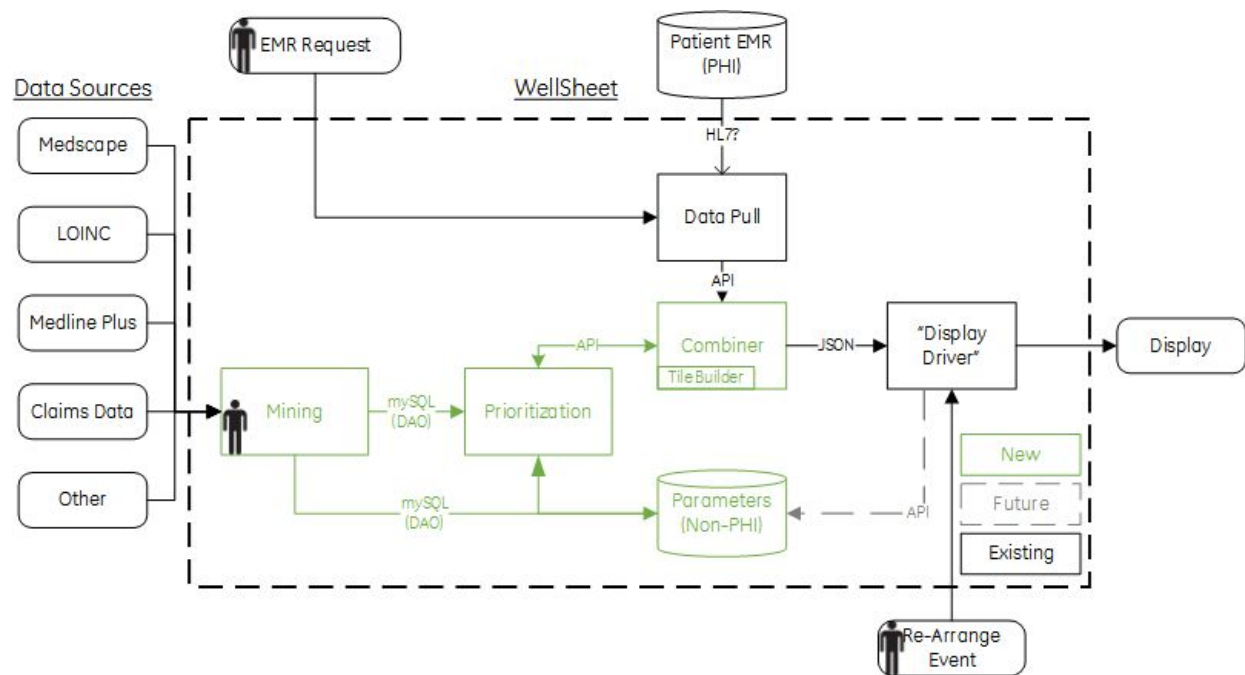 EMR Request
Patient EMR
(PHI)
Data Sources
WellSheet
Medscape
HL7?
LOINC
Data Pull
API
Medline Plus
API
Combiner
Tile Builder
JSON
"Display
Driver"
Display
Claims Data
Mining
mySQL
(DAO)
Prioritization
New
Other
mySQL
(DAO)
Parameters
(Non-PHI)
API
Future
Existing
Re-Arrange
Event